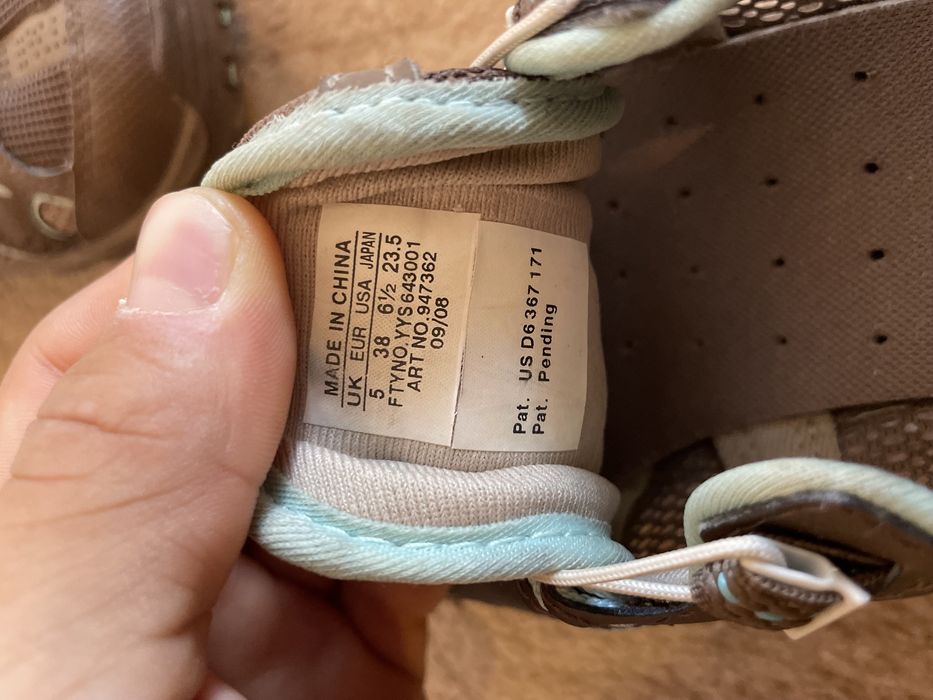 MADE IN CHINA
UK EUR USA JAPAN
5 38 6½ 23.5
FTYNO.YYS643001
ART NO.947362
09/08
Pat. US D6 367 171
Pat. Pending